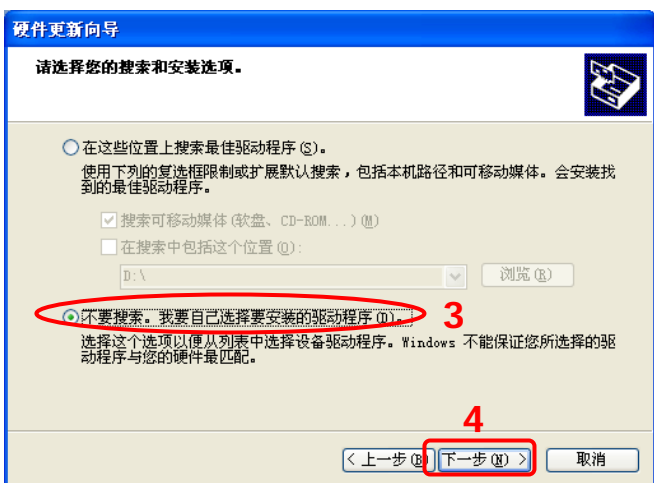 硬件更新向导
请选择您的搜索和安装选项。
在这些位置上搜索最佳驱动程序(S)。
使用下列的复选框限制或扩展默认搜索，包括本机路径和可移动媒体。会安装找
到的最佳驱动程序。
搜索可移动媒体(软盘、CD-ROM...)(M)
在搜索中包括这个位置(O):
D:\
浏览(R)
不要搜索。我要自己选择要安装的驱动程序(D)。
3
选择这个选项以便从列表中选择设备驱动程序。Windows 不能保证您所选择的驱
动程序与您的硬件最匹配。
4
< 上一步(B)
下一步(N) >
取消